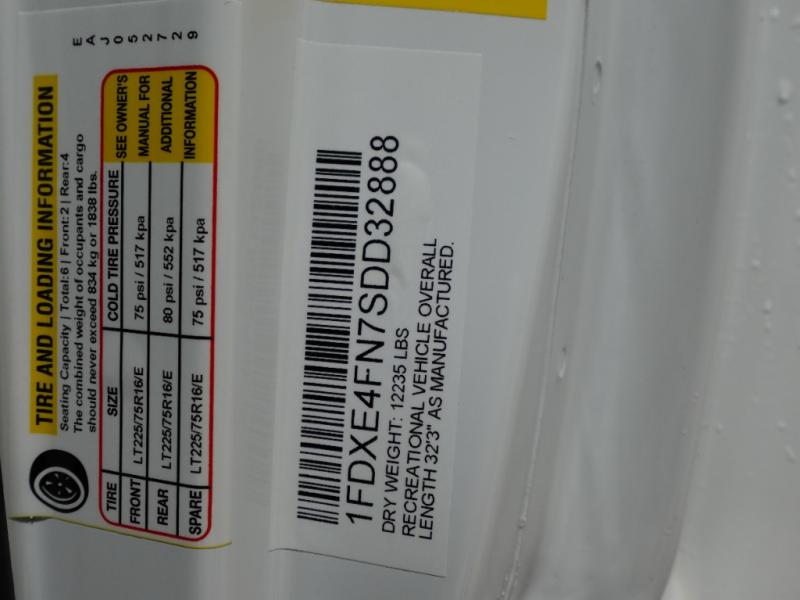 EAJ052729
TIRE AND LOADING INFORMATION
Seating Capacity | Total:6 | Front:2 | Rear:4
The combined weight of occupants and cargo
should never exceed 834 kg or 1838 lbs.
TIRE SIZE COLD TIRE PRESSURE SEE OWNER'S
FRONT LT225/75R16/E 75 psi / 517 kpa MANUAL FOR
REAR LT225/75R16/E 80 psi / 552 kpa ADDITIONAL
SPARE LT225/75R16/E 75 psi / 517 kpa INFORMATION
1FDXE4FN7SDD32888
DRY WEIGHT: 12235 LBS
RECREATIONAL VEHICLE OVERALL
LENGTH 32'3" AS MANUFACTURED.